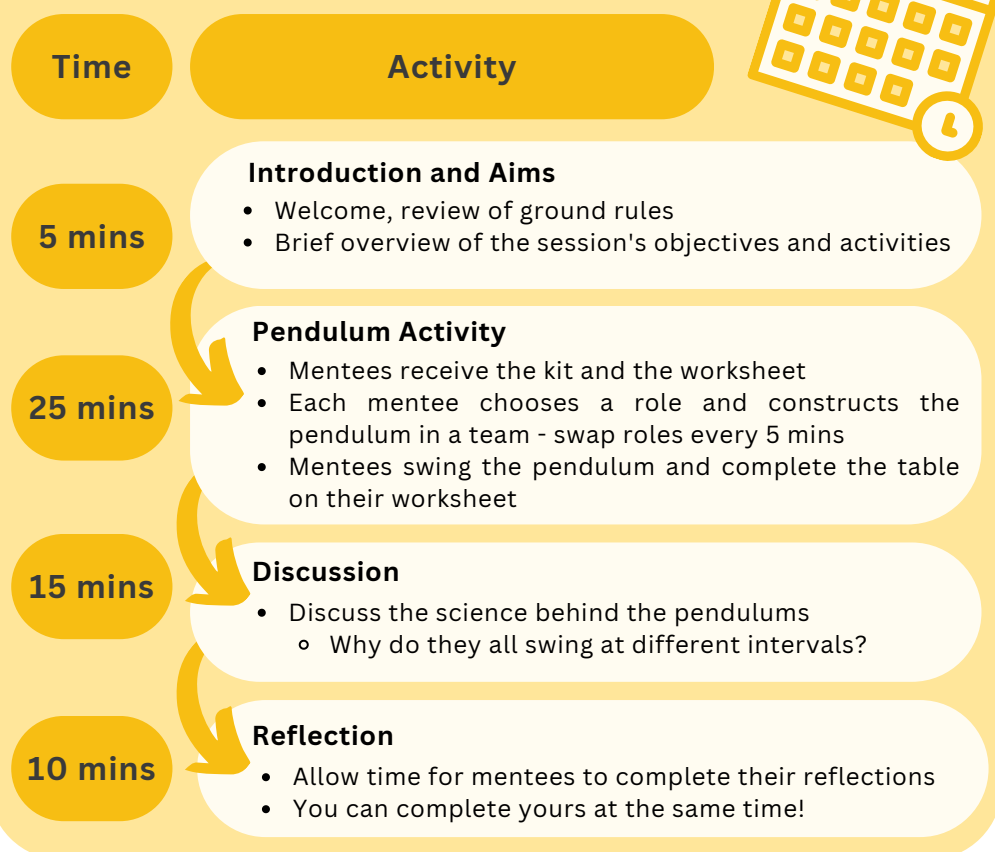 Time
Activity
5 mins
Introduction and Aims
• Welcome, review of ground rules
• Brief overview of the session's objectives and activities
25 mins
Pendulum Activity
• Mentees receive the kit and the worksheet
• Each mentee chooses a role and constructs the
pendulum in a team - swap roles every 5 mins
• Mentees swing the pendulum and complete the table
on their worksheet
15 mins
Discussion
• Discuss the science behind the pendulums
◦ Why do they all swing at different intervals?
10 mins
Reflection
• Allow time for mentees to complete their reflections
• You can complete yours at the same time!